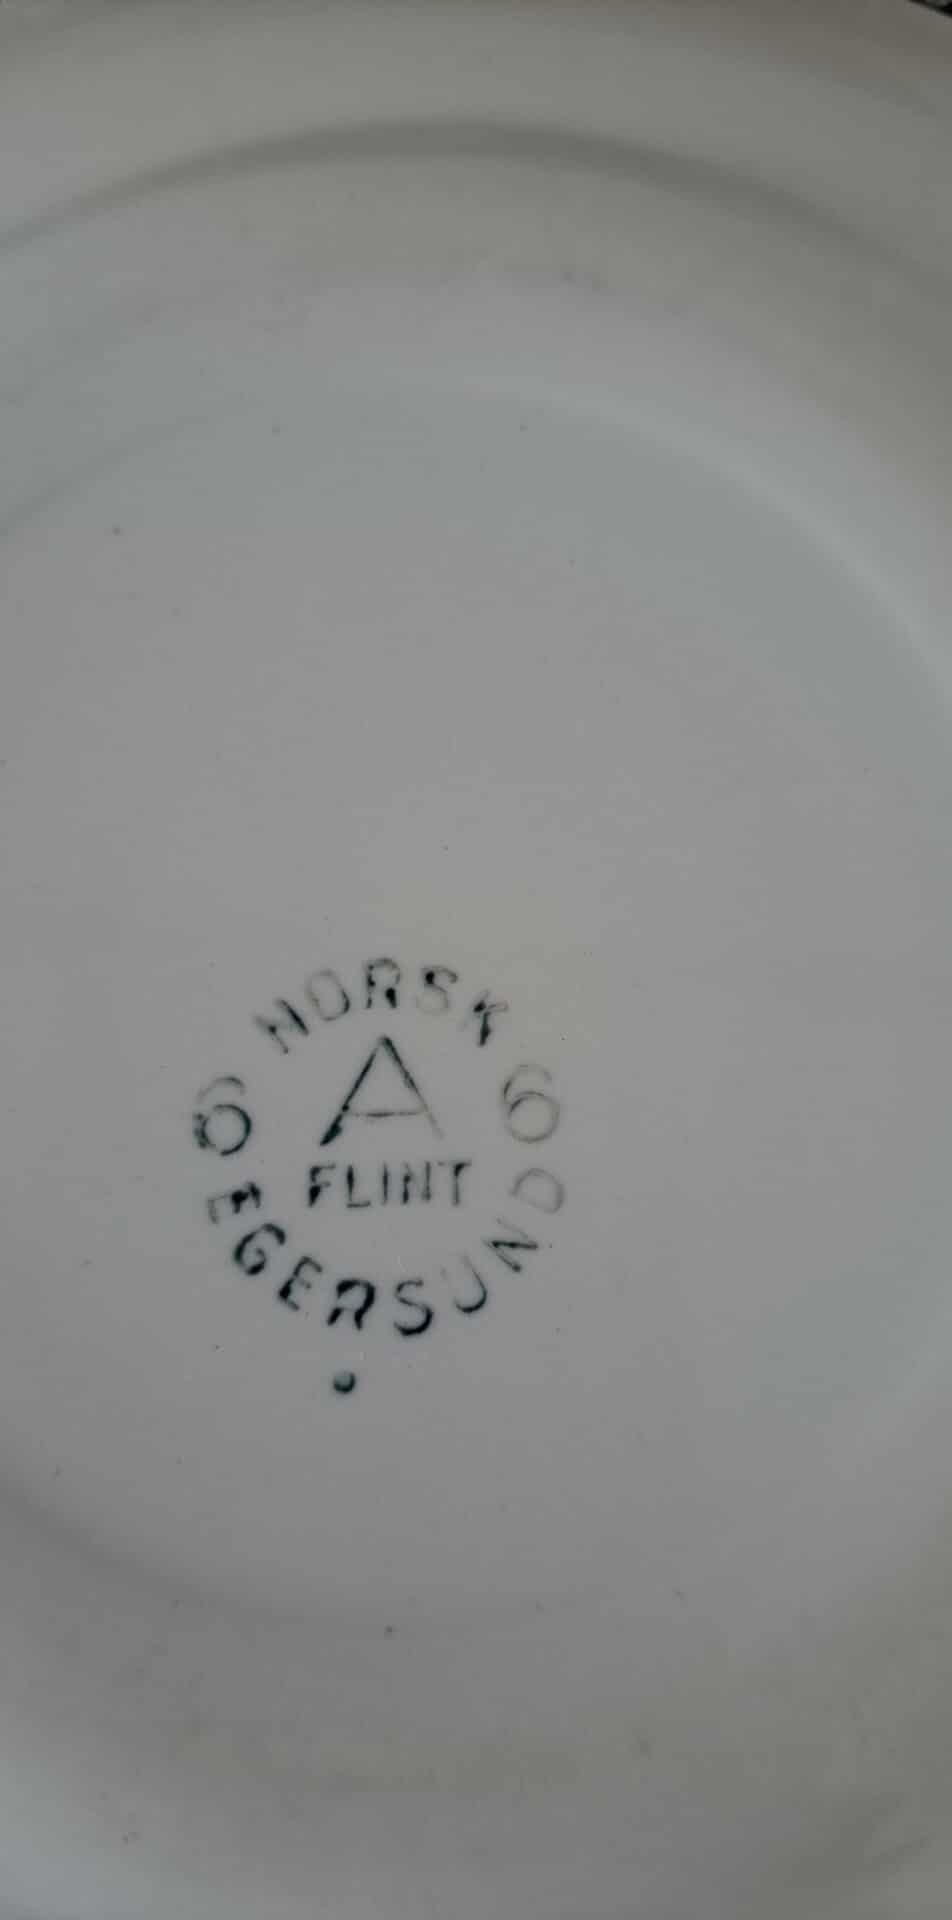 NORSK
A
6 6
FLINT
EGERSUND